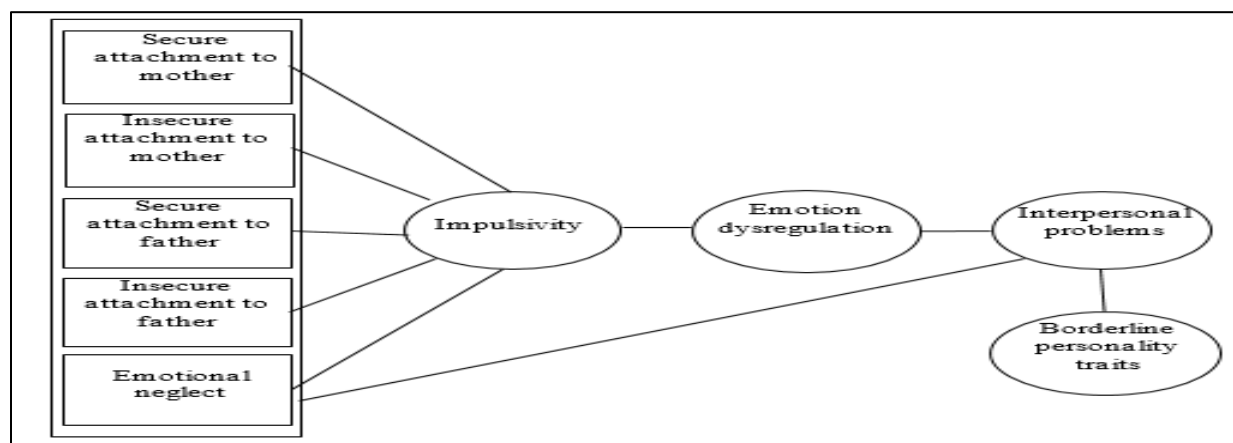 Secure
attachment to
mother
Insecure
attachment to
mother
Secure
attachment to
father
Insecure
attachment to
father
Emotional
neglect
Impulsivity
Emotion
dysregulation
Interpersonal
problems
Borderline
personality
traits